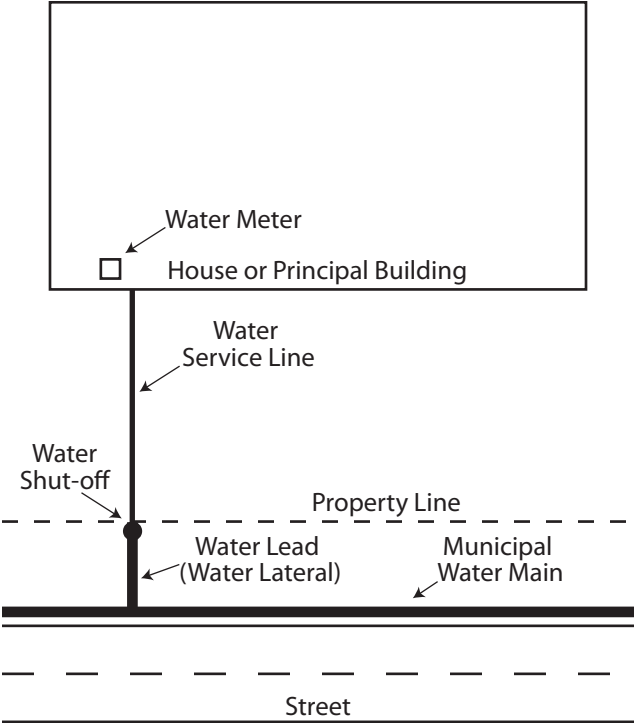 Water Meter
House or Principal Building
Water
Service Line
Water
Shut-off
Property Line
Water Lead
(Water Lateral)
Municipal
Water Main
Street